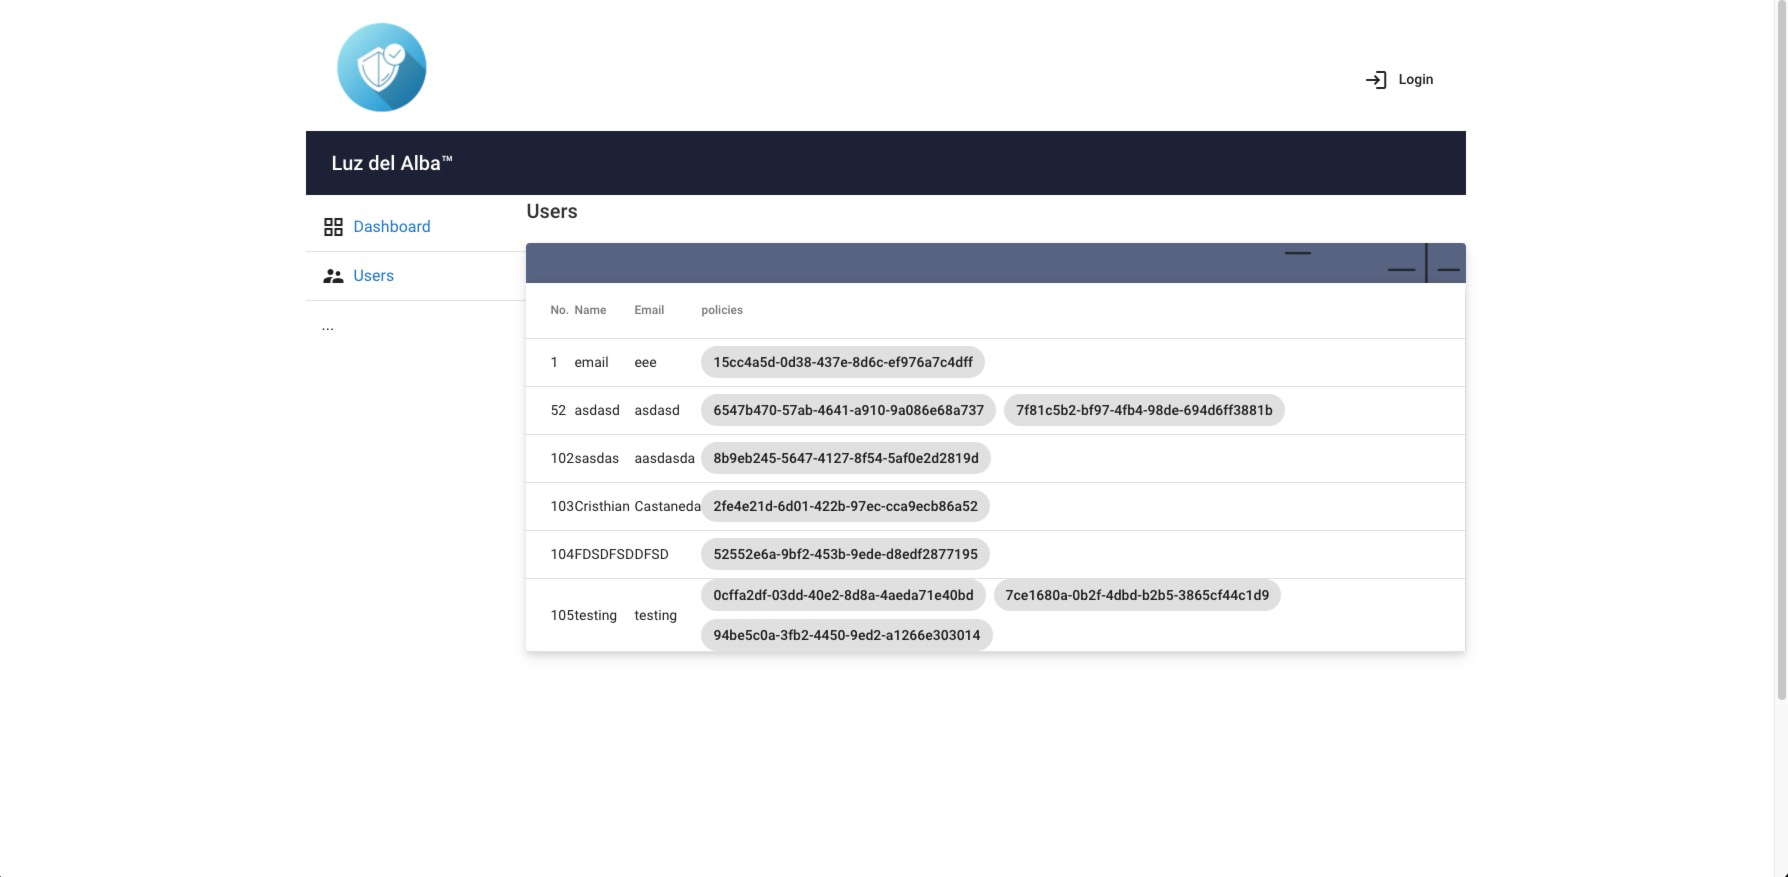 Login
Luz del Alba™
Dashboard
Users
...
Users
No. Name Email policies
1 email eee 15cc4a5d-0d38-437e-8d6c-ef976a7c4dff
52 asdasd asdasd 6547b470-57ab-4641-a910-9a086e68a737 7f81c5b2-bf97-4fb4-98de-694d6ff3881b
102 sasdas aasdasda 8b9eb245-5647-4127-8f54-5af0e2d2819d
103 Cristhian Castaneda 2fe4e21d-6d01-422b-97ec-cca9ecb86a52
104 FDSDFSD DFSD 52552e6a-9bf2-453b-9ede-d8edf2877195
105 testing testing 0cffa2df-03dd-40e2-8d8a-4aeda71e40bd 7ce1680a-0b2f-4dbd-b2b5-3865cf44c1d9
94be5c0a-3fb2-4450-9ed2-a1266e303014